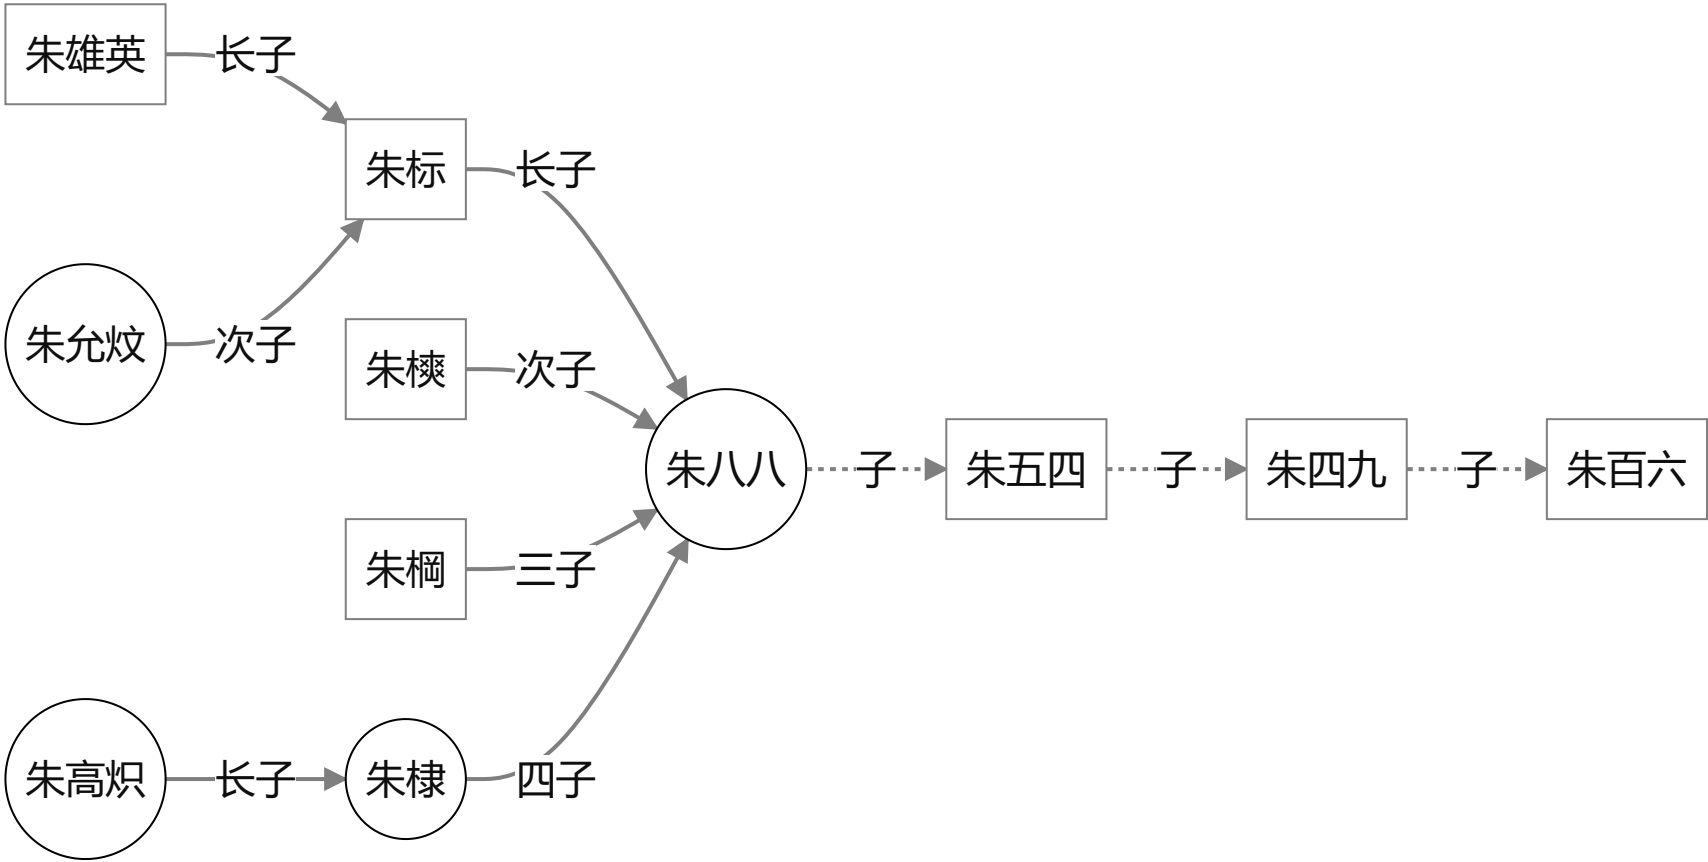 朱雄英
长子
朱标
长子
朱允炆
次子
朱樉
次子
朱八八
子
朱五四
子
朱四九
子
朱百六
朱棡
三子
朱高炽
长子
朱棣
四子